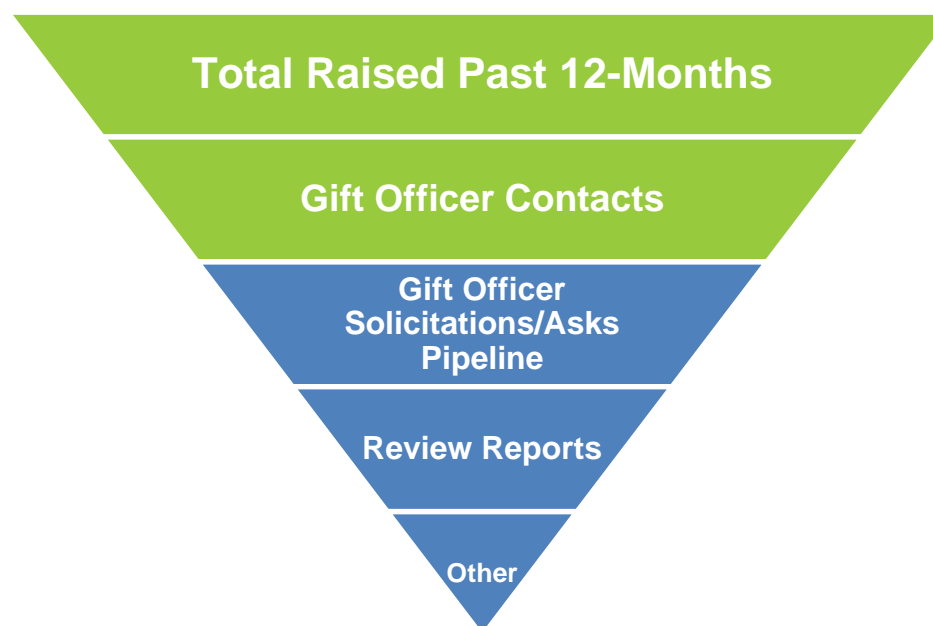 Total Raised Past 12-Months
Gift Officer Contacts
Gift Officer
Solicitations/Asks
Pipeline
Review Reports
Other